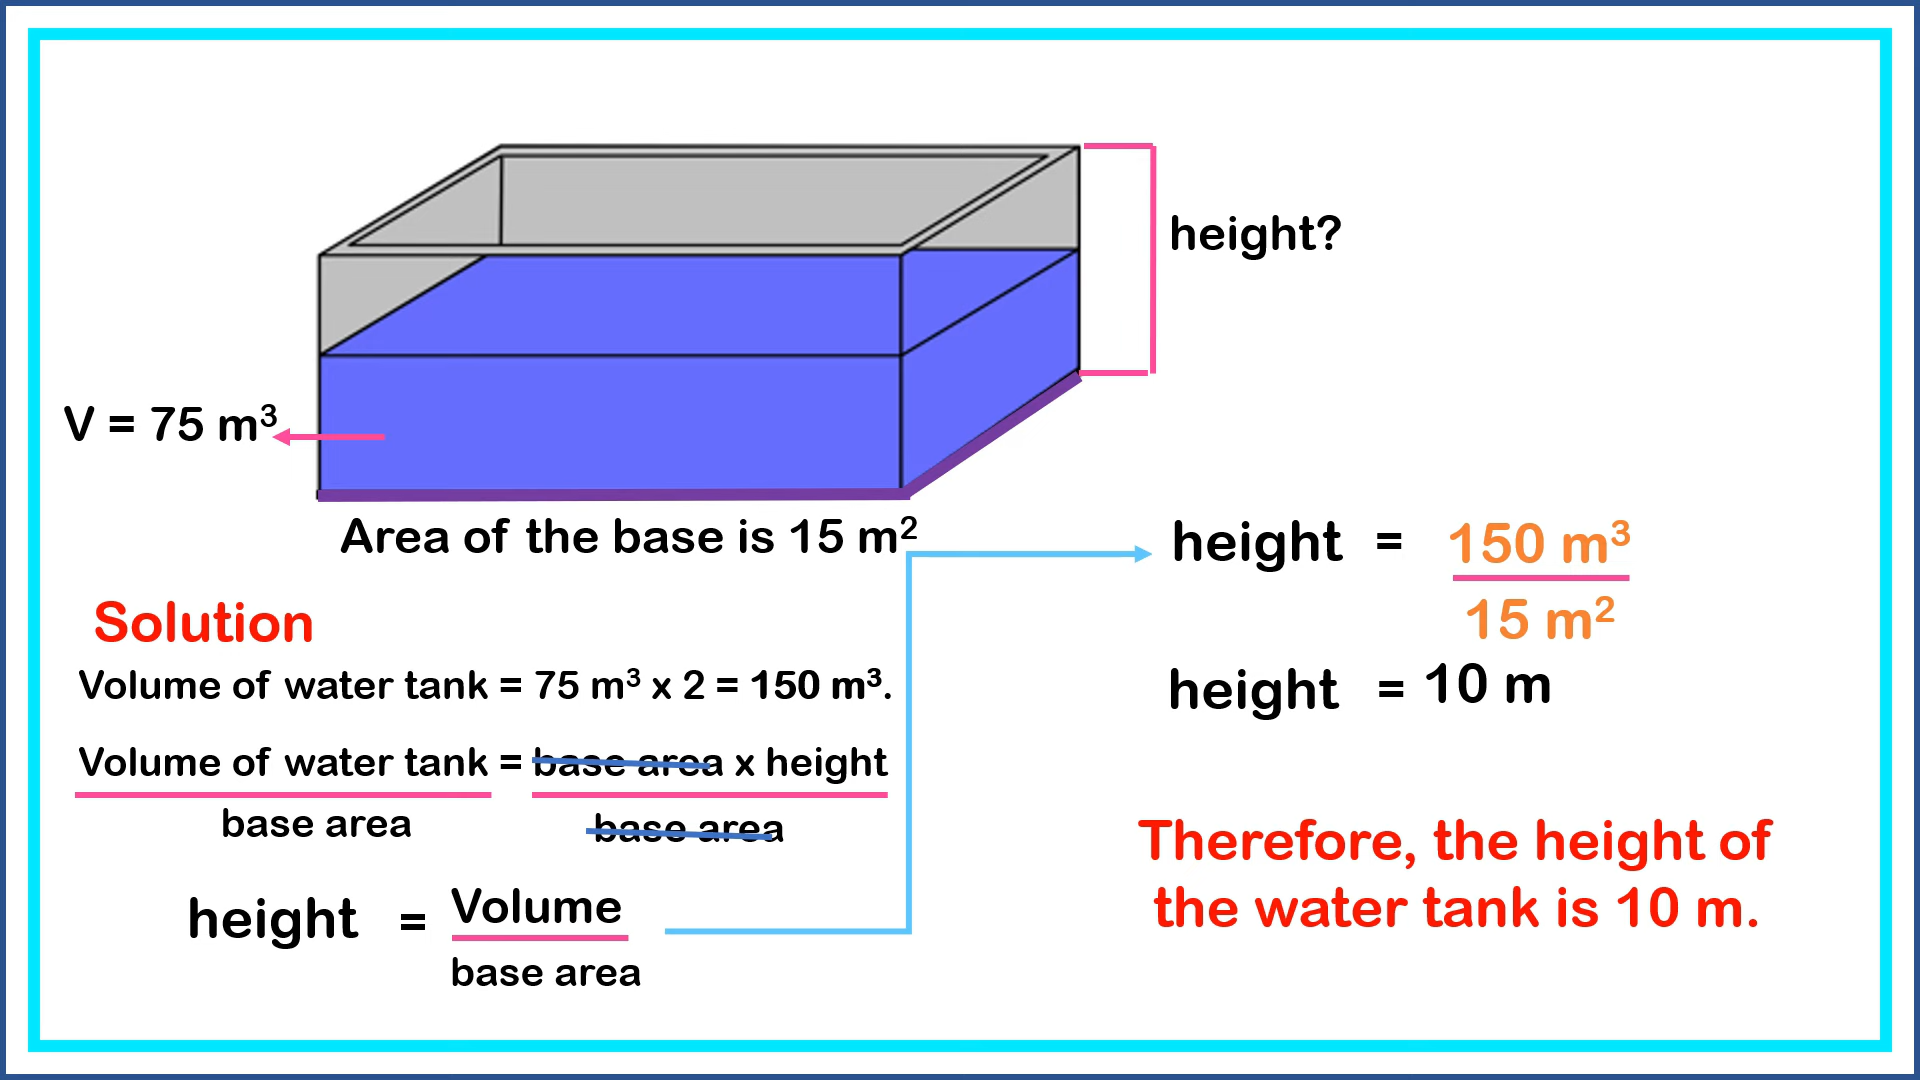 height?
V = 75 m³
Area of the base is 15 m²
Solution
Volume of water tank = 75 m³ x 2 = 150 m³.
Volume of water tank = base area x height
base area base area
height = Volume
base area
height = 150 m³
15 m²
height = 10 m
Therefore, the height of
the water tank is 10 m.